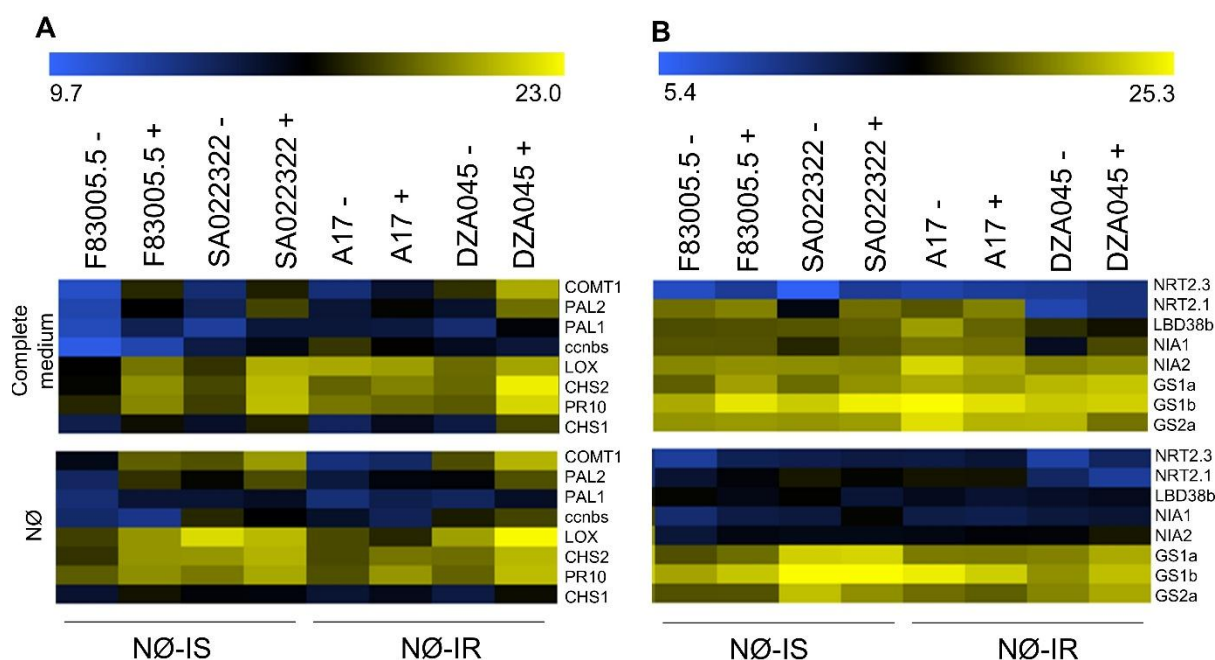 A
9.7 23.0
F83005.5 -
F83005.5 +
SA022322 -
SA022322 +
A17 -
A17 +
DZA045 -
DZA045 +
Complete
medium
COMT1
PAL2
PAL1
ccnbs
LOX
CHS2
PR10
CHS1
NØ
COMT1
PAL2
PAL1
ccnbs
LOX
CHS2
PR10
CHS1
NØ-IS NØ-IR
B
5.4 25.3
F83005.5 -
F83005.5 +
SA022322 -
SA022322 +
A17 -
A17 +
DZA045 -
DZA045 +
NRT2.3
NRT2.1
LBD38b
NIA1
NIA2
GS1a
GS1b
GS2a
NRT2.3
NRT2.1
LBD38b
NIA1
NIA2
GS1a
GS1b
GS2a
NØ-IS NØ-IR